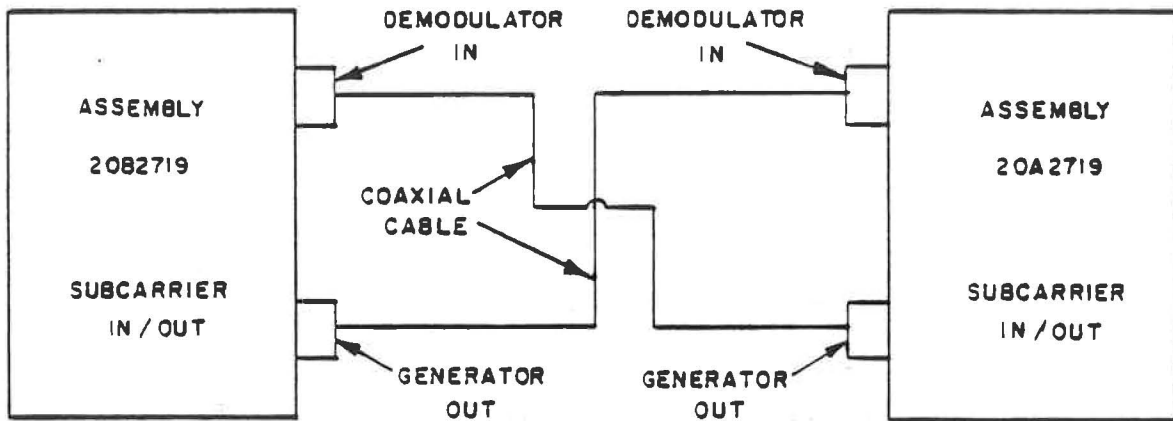 DEMODULATOR
IN
DEMODULATOR
IN
ASSEMBLY
20B2719
ASSEMBLY
20A2719
COAXIAL
CABLE
SUBCARRIER
IN / OUT
SUBCARRIER
IN / OUT
GENERATOR
OUT
GENERATOR
OUT